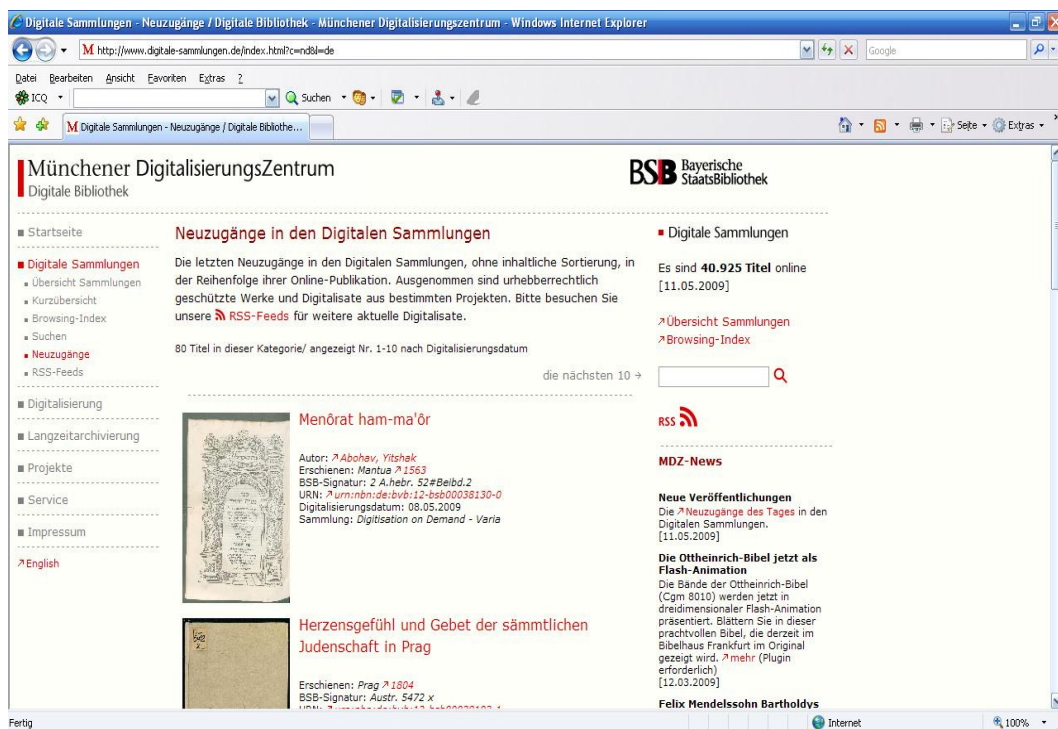 Digitale Sammlungen - Neuzugänge / Digitale Bibliothek - Münchener Digitalisierungszentrum - Windows Internet Explorer
http://www.digitale-sammlungen.de/index.html?c=nd&l=de
Google
Datei Bearbeiten Ansicht Favoriten Extras ?
ICQ Suchen
Digitale Sammlungen - Neuzugänge / Digitale Bibliothe...
Seite Extras
Münchener DigitalisierungsZentrum
Digitale Bibliothek
BSB Bayerische
StaatsBibliothek
Startseite
Digitale Sammlungen
Übersicht Sammlungen
Kurzübersicht
Browsing-Index
Suchen
Neuzugänge
RSS-Feeds
Digitalisierung
Langzeitarchivierung
Projekte
Service
Impressum
English
Neuzugänge in den Digitalen Sammlungen
Die letzten Neuzugänge in den Digitalen Sammlungen, ohne inhaltliche Sortierung, in
der Reihenfolge ihrer Online-Publikation. Ausgenommen sind urhebberrechtlich
geschützte Werke und Digitalisate aus bestimmten Projekten. Bitte besuchen Sie
unsere RSS-Feeds für weitere aktuelle Digitalisate.
80 Titel in dieser Kategorie/ angezeigt Nr. 1-10 nach Digitalisierungsdatum
die nächsten 10 →
Menôrat ham-ma'ôr
Autor: Abohav, Yitshak
Erschienen: Mantua 1563
BSB-Signatur: 2 A.hebr. 52#Beibd.2
URN: urn:nbn:de:bvb:12-bsb00038130-0
Digitalisierungsdatum: 08.05.2009
Sammlung: Digitisation on Demand - Varia
Herzensgefühl und Gebet der sämmtlichen
Judenschaft in Prag
Erschienen: Prag 1804
BSB-Signatur: Austr. 5472 x
Digitale Sammlungen
Es sind 40.925 Titel online
[11.05.2009]
Übersicht Sammlungen
Browsing-Index
RSS
MDZ-News
Neue Veröffentlichungen
Die Neuzugänge des Tages in den
Digitalen Sammlungen.
[11.05.2009]
Die Ottheinrich-Bibel jetzt als
Flash-Animation
Die Bände der Ottheinrich-Bibel
(Cgm 8010) werden jetzt in
dreidimensionaler Flash-Animation
präsentiert. Blättern Sie in dieser
prachtvollen Bibel, die derzeit im
Bibelhaus Frankfurt im Original
gezeigt wird. mehr (Plugin
erforderlich)
[12.03.2009]
Felix Mendelssohn Bartholdys
Fertig
Internet
100%